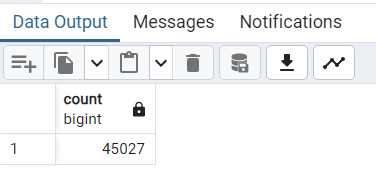 Data Output Messages Notifications
count
bigint
1 45027